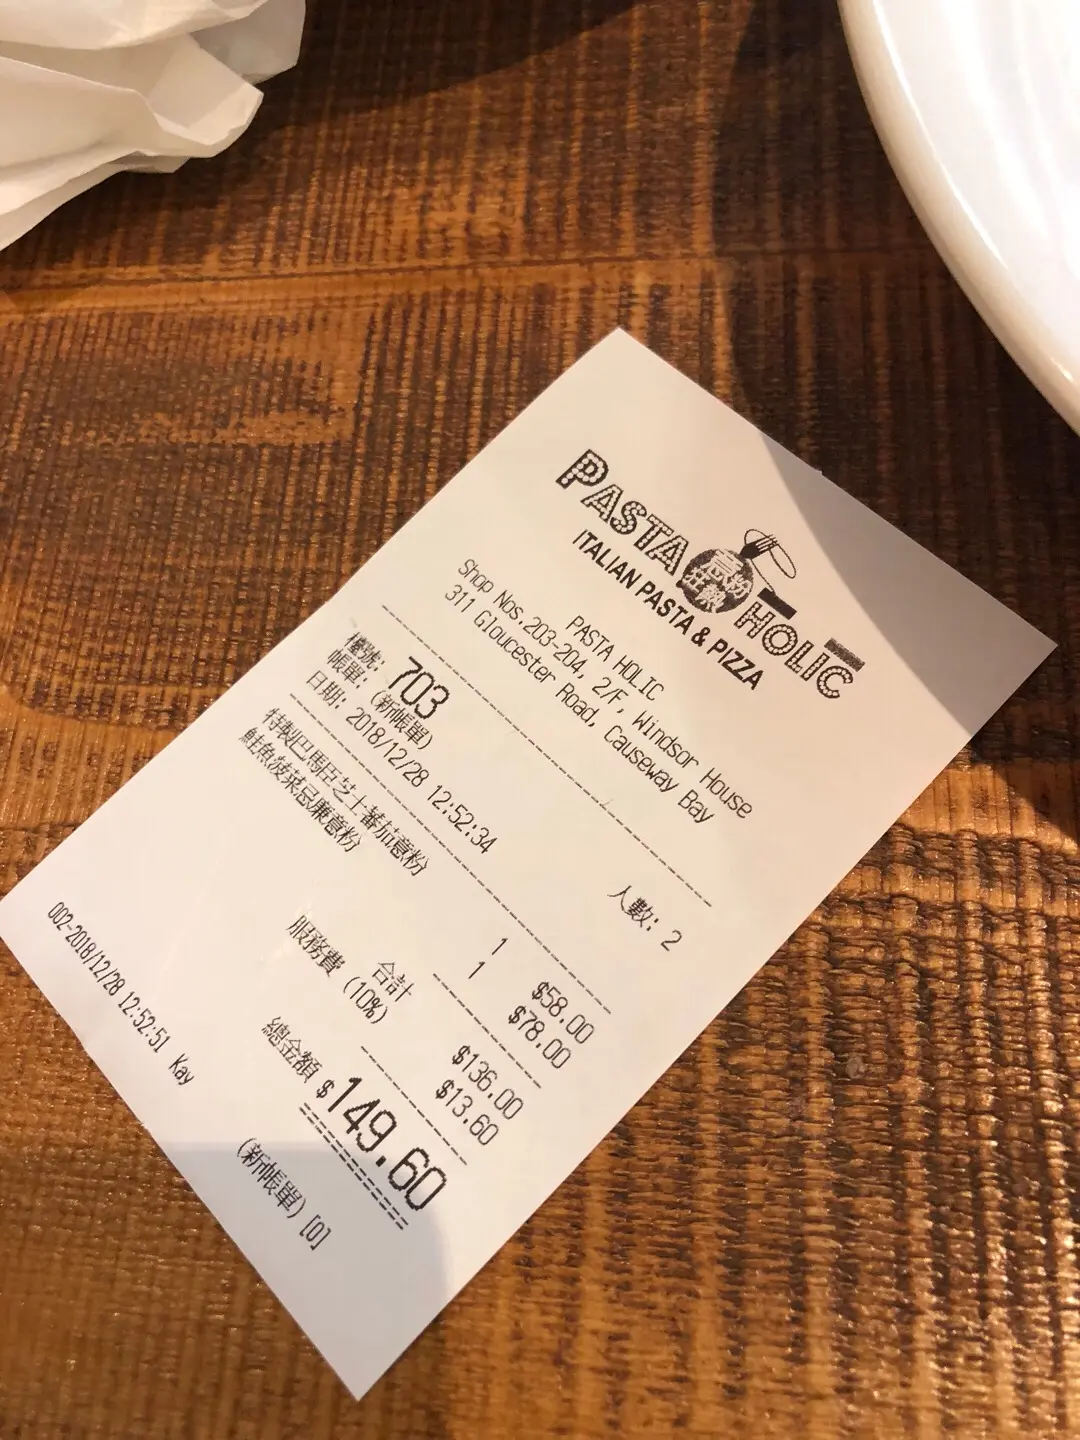 PASTA 意粉狂熱 HOLIC
ITALIAN PASTA & PIZZA
PASTA HOLIC
Shop Nos.203-204, 2/F, Windsor House
311 Gloucester Road, Causeway Bay
檯號: 703 人數: 2
帳單: (新帳單)
日期: 2018/12/28 12:52:34
特製巴馬臣芝士蕃茄意粉 1 $58.00
鮭魚菠菜忌廉意粉 1 $78.00
合計 $136.00
服務費 (10%) $13.60
總金額 $149.60
(新帳單) [0]
002-2018/12/28 12:52:51 Kay